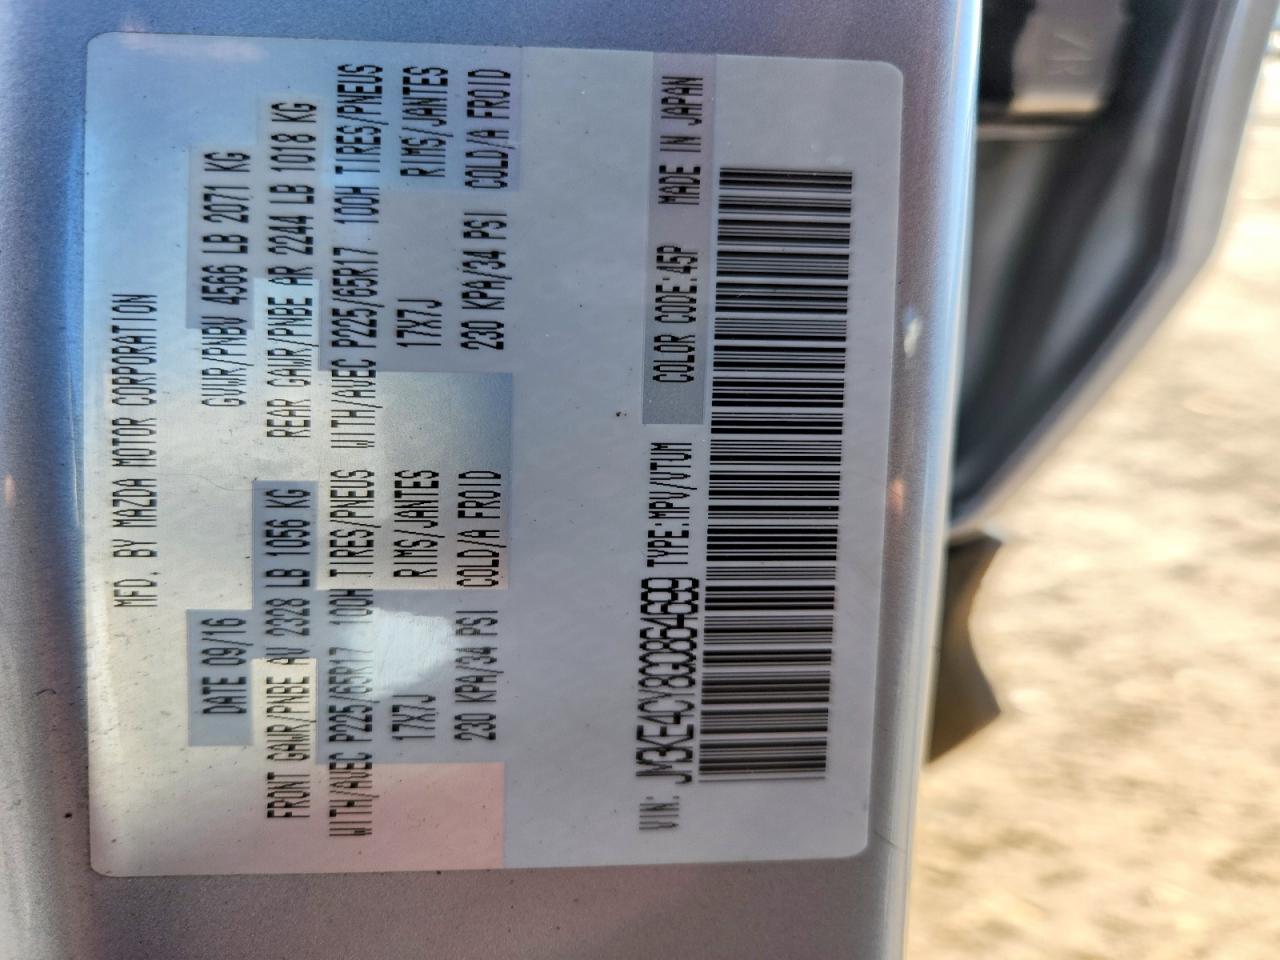 MFD. BY MAZDA MOTOR CORPORATION
DATE 09/16 GVWR/PNBV 4566 LB 2071 KG
FRONT GAWR/PNBE AV 2328 LB 1056 KG REAR GAWR/PNBE AR 2244 LB 1018 KG
WITH/AVEC P225/65R17 100H TIRES/PNEUS WITH/AVEC P225/65R17 100H TIRES/PNEUS
17X7J RIMS/JANTES 17X7J RIMS/JANTES
230 KPA/34 PSI COLD/A FROID 230 KPA/34 PSI COLD/A FROID
VIN: JM3KE4CY8G0864699 TYPE:MPV/VTUM COLOR CODE:45P MADE IN JAPAN